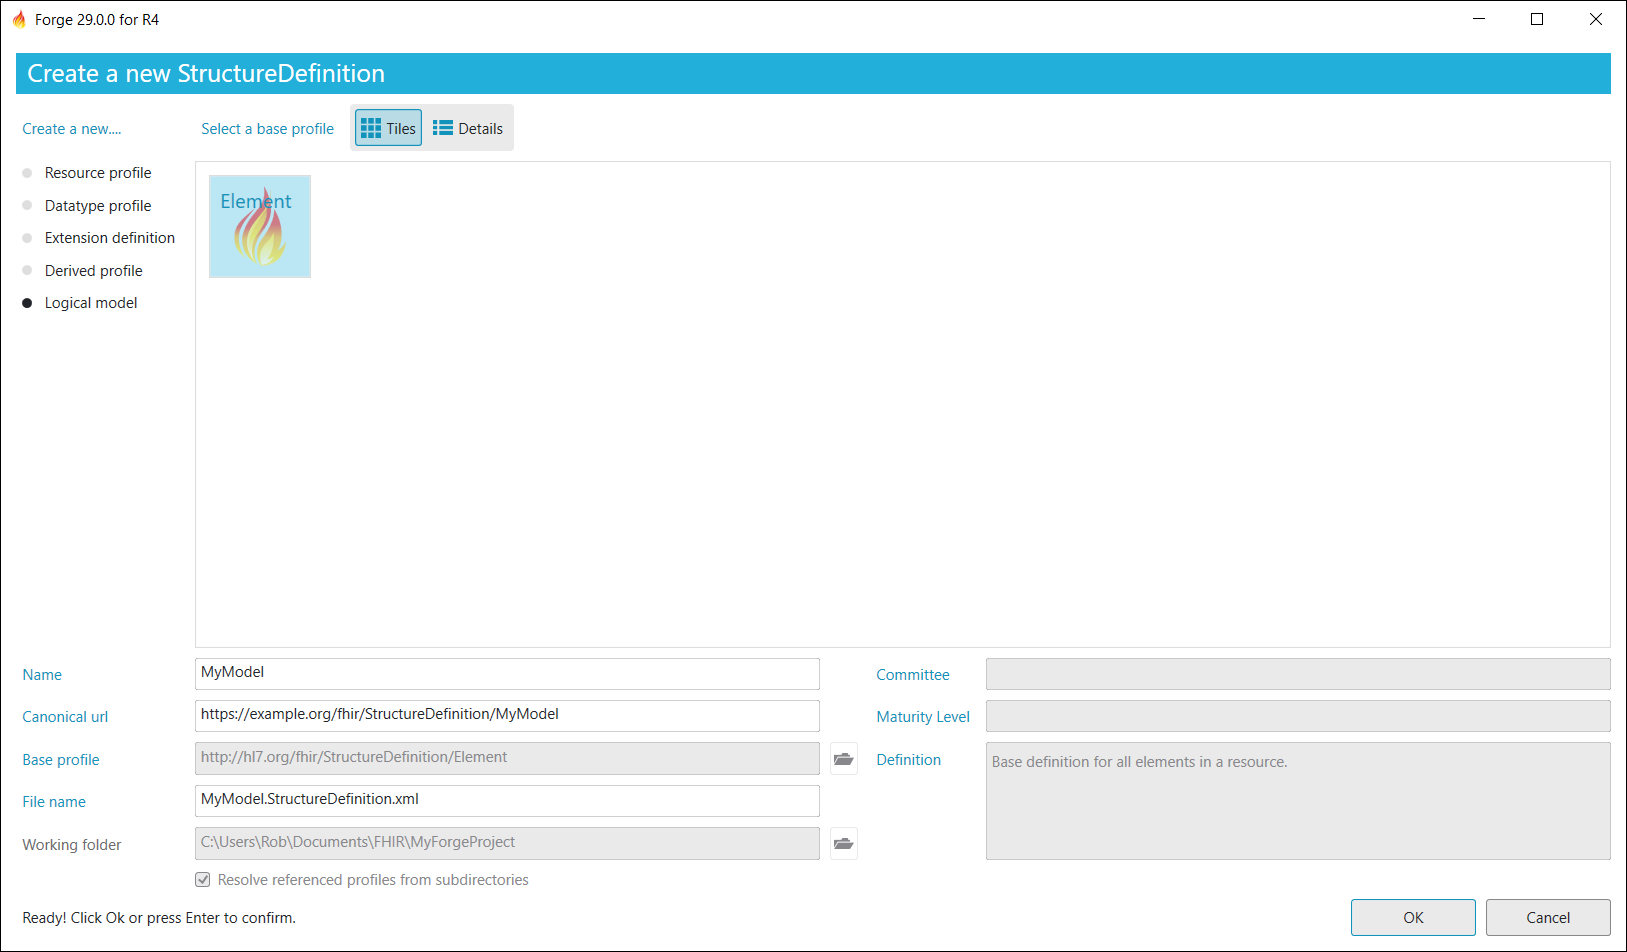 Forge 29.0.0 for R4
Create a new StructureDefinition
Create a new....
Select a base profile
Tiles
Details
Resource profile
Datatype profile
Extension definition
Derived profile
Logical model
Element
Name
MyModel
Committee
Canonical url
https://example.org/fhir/StructureDefinition/MyModel
Maturity Level
Base profile
http://hl7.org/fhir/StructureDefinition/Element
Definition
Base definition for all elements in a resource.
File name
MyModel.StructureDefinition.xml
Working folder
C:\Users\Rob\Documents\FHIR\MyForgeProject
Resolve referenced profiles from subdirectories
Ready! Click Ok or press Enter to confirm.
OK
Cancel